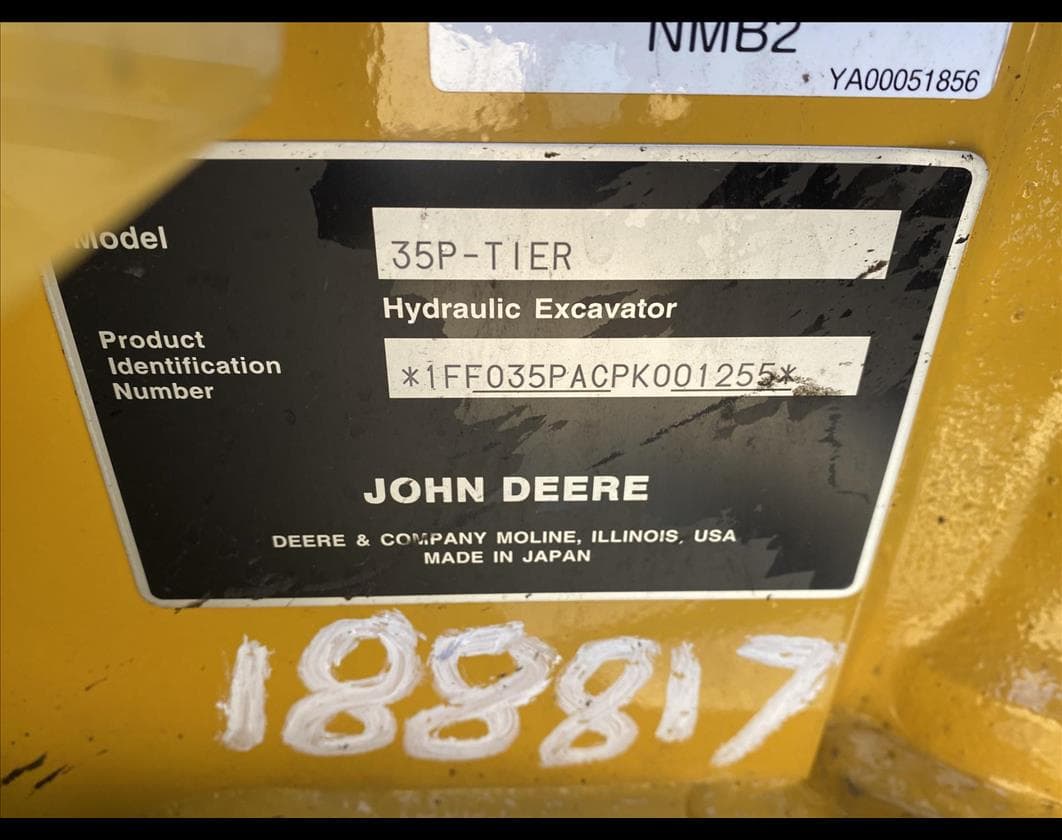 NMB2
YA00051856
Model
35P-TIER
Hydraulic Excavator
Product
Identification
Number
*1FF035PACPK001255*
JOHN DEERE
DEERE & COMPANY MOLINE, ILLINOIS, USA
MADE IN JAPAN
188817